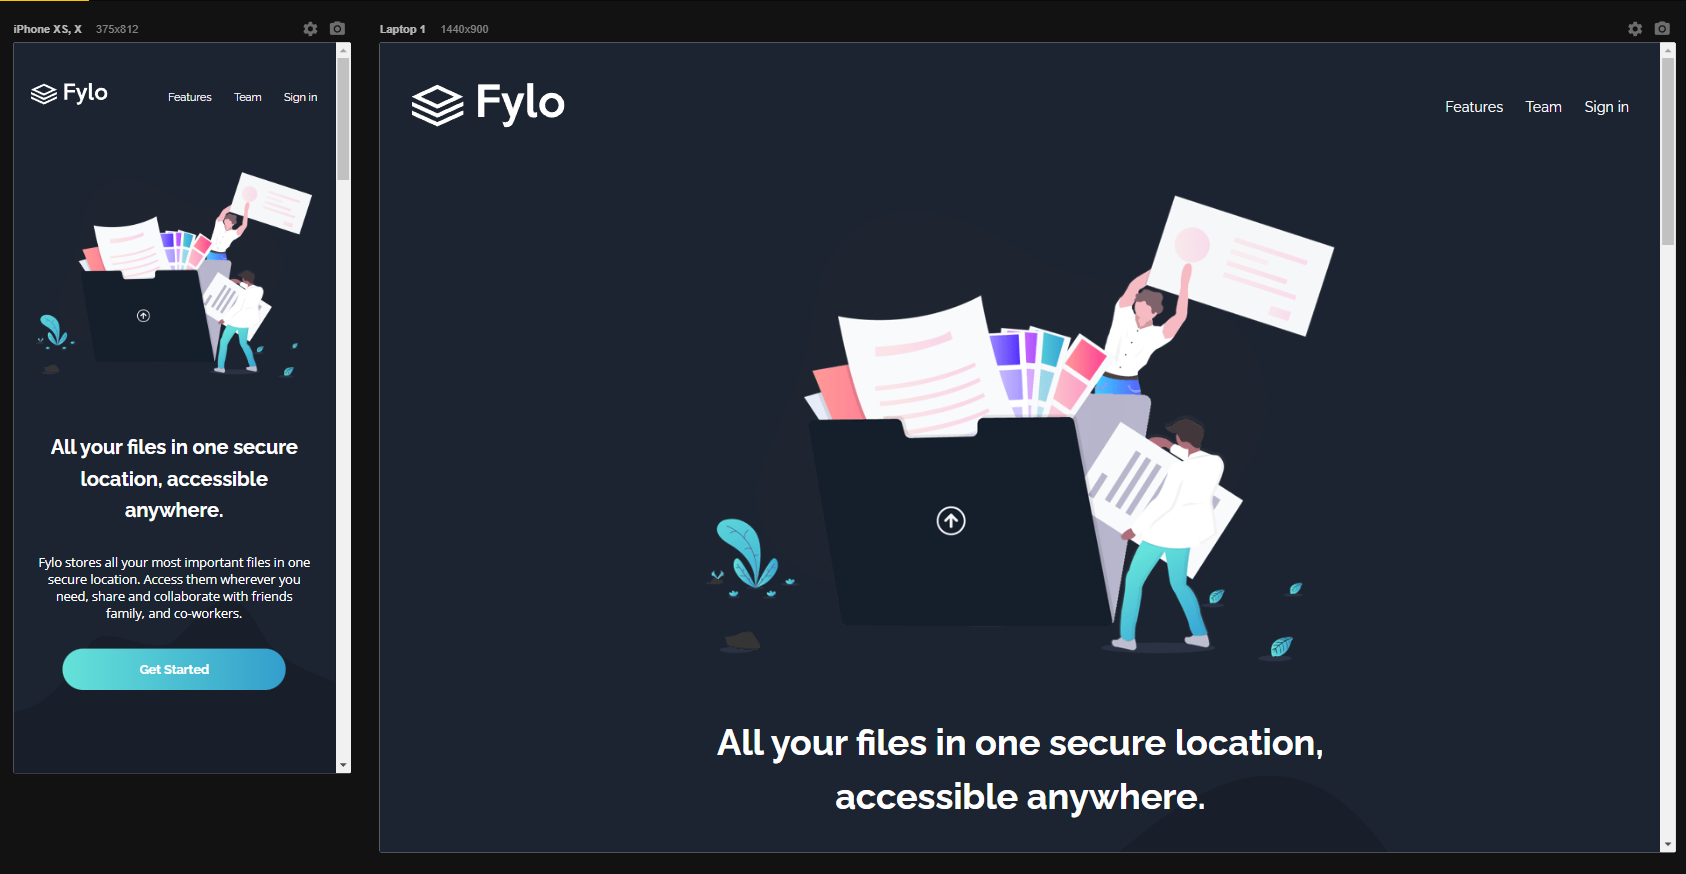 iPhone XS, X 375x812
Fylo
Features Team Sign in
All your files in one secure
location, accessible
anywhere.
Fylo stores all your most important files in one
secure location. Access them wherever you
need, share and collaborate with friends
family, and co-workers.
Get Started
Laptop 1 1440x900
Fylo
Features Team Sign in
All your files in one secure location,
accessible anywhere.